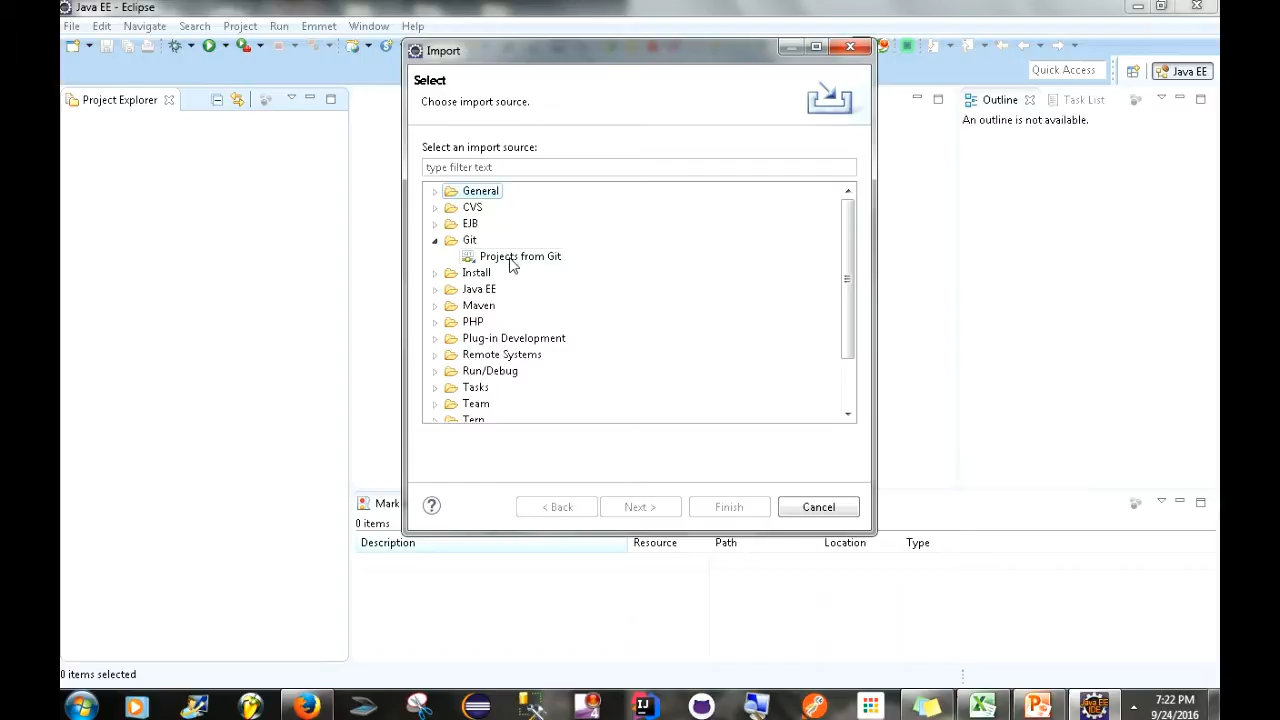 Java EE - Eclipse
File Edit Navigate Search Project Run Emmet Window Help
Import
Quick Access
Java EE
Project Explorer
Select
Choose import source.
Outline
Task List
An outline is not available.
Select an import source:
type filter text
General
CVS
EJB
Git
Projects from Git
Install
Java EE
Maven
PHP
Plug-in Development
Remote Systems
Run/Debug
Tasks
Team
Tern
< Back
Next >
Finish
Cancel
Mark
0 items
Description Resource Path Location Type
0 items selected
7:22 PM
9/24/2016